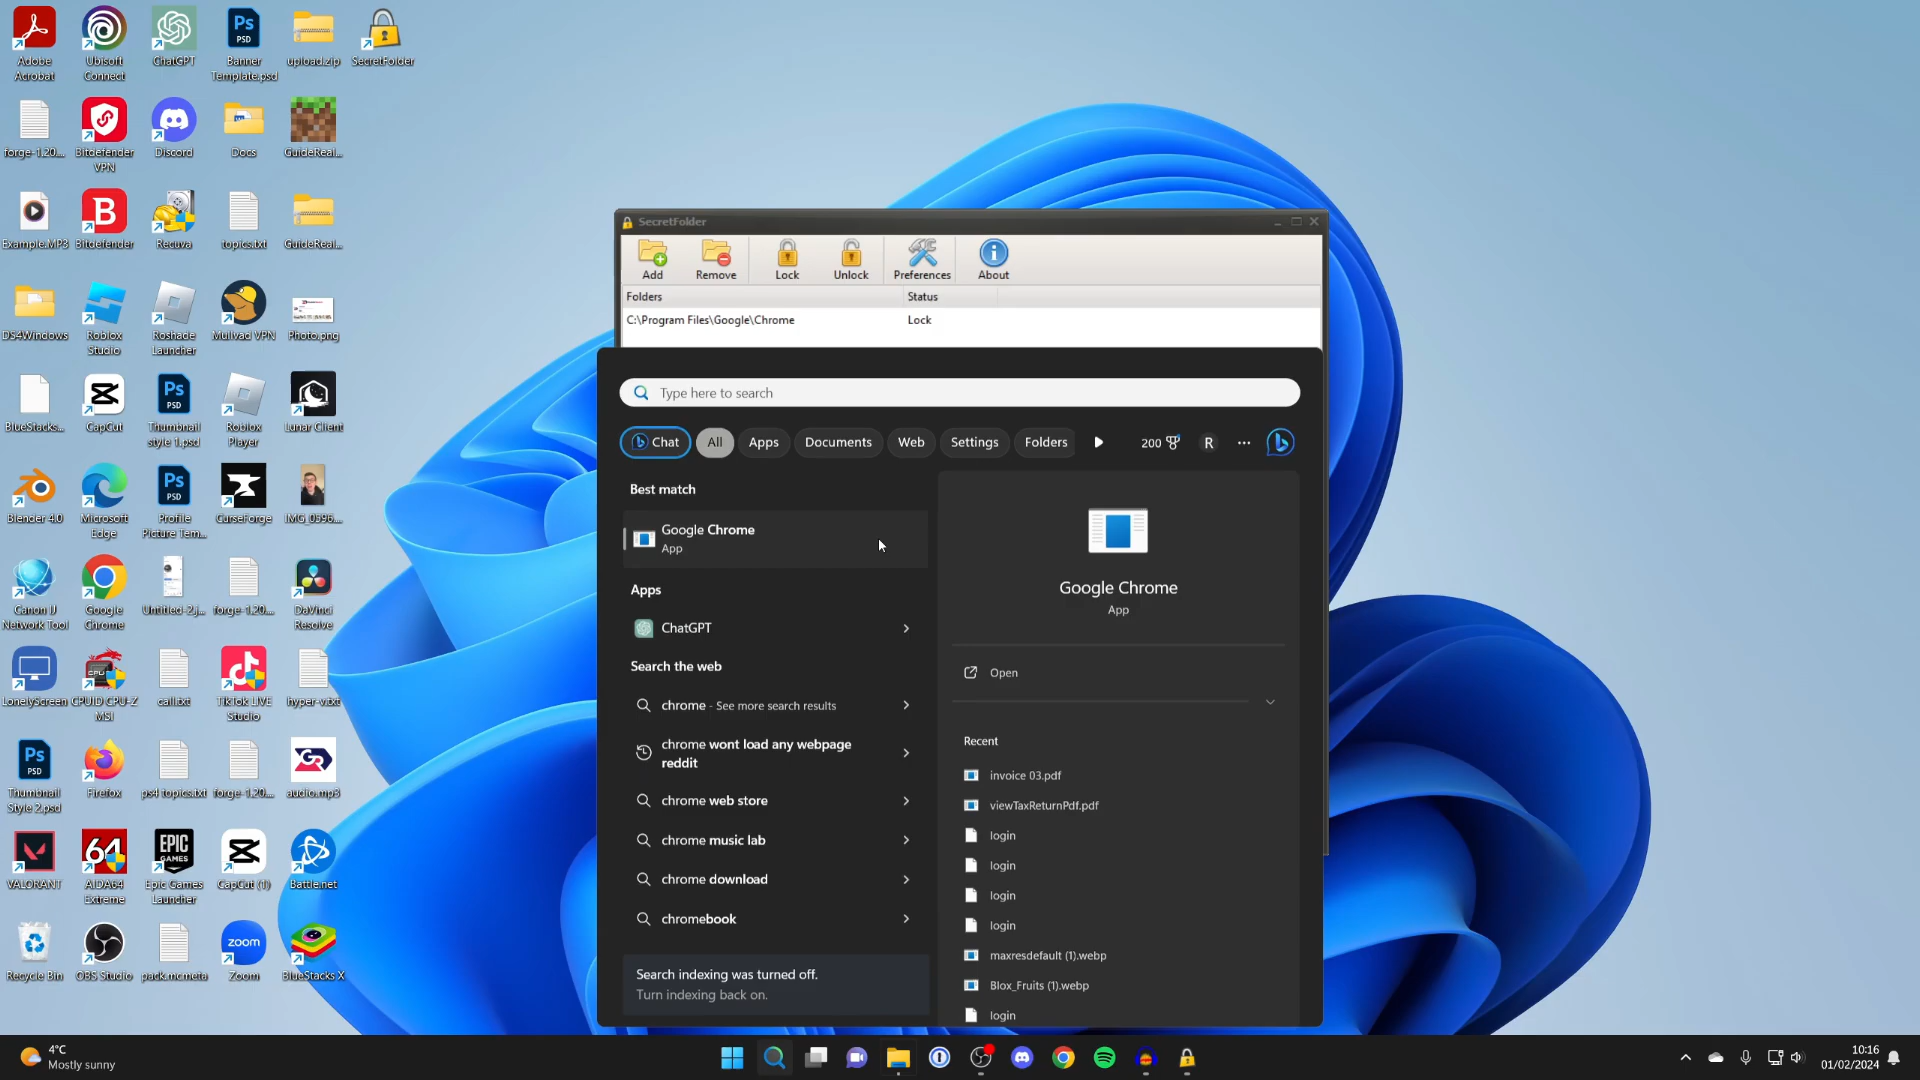 Adobe
Acrobat
Ubisoft
Connect
ChatGPT
Banner
Template.psd
upload.zip
SecretFolder
forge-1.20...
Bitdefender
VPN
Discord
Docs
GuideReal...
Example.MP3
Bitdefender
Recuva
topics.txt
GuideReal...
DS4Windows
Roblox
Studio
Roshade
Launcher
Mullvad VPN
Photo.png
BlueStacks...
CapCut
Thumbnail
style 1.psd
Roblox
Player
Lunar Client
Blender 4.0
Microsoft
Edge
Profile
Picture Tem...
CurseForge
IMG_0596...
Canon IJ
Network Tool
Google
Chrome
Untitled-2.j...
forge-1.20...
DaVinci
Resolve
LonelyScreen
CPUID CPU-Z
MSI
call.txt
TikTok LIVE
Studio
hyper-v.txt
Thumbnail
Style 2.psd
Firefox
ps4 topics.txt
forge-1.20...
audio.mp3
VALORANT
AIDA64
Extreme
Epic Games
Launcher
CapCut (1)
Battle.net
Recycle Bin
OBS Studio
pack.mcmeta
Zoom
BlueStacks X
SecretFolder
Add
Remove
Lock
Unlock
Preferences
About
Folders
Status
C:\Program Files\Google\Chrome
Lock
Type here to search
Chat
All
Apps
Documents
Web
Settings
Folders
200
R
Best match
Google Chrome
App
Apps
ChatGPT
Search the web
chrome - See more search results
chrome wont load any webpage
reddit
chrome web store
chrome music lab
chrome download
chromebook
Search indexing was turned off.
Turn indexing back on.
Google Chrome
App
Open
Recent
invoice 03.pdf
viewTaxReturnPdf.pdf
login
login
login
login
maxresdefault (1).webp
Blox_Fruits (1).webp
login
4°C
Mostly sunny
10:16
01/02/2024